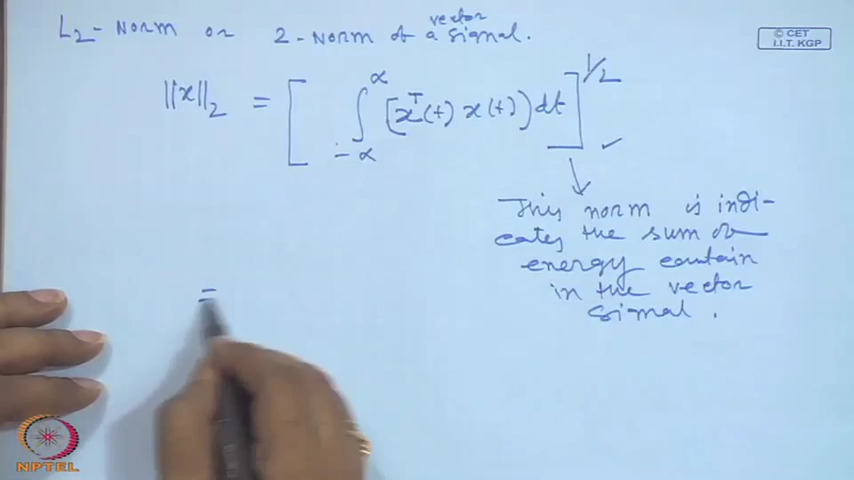 L2 - Norm or 2 - Norm of a vector signal.
© CET
I.I.T. KGP
||x||2 = [ ∫_{-α}^{α} [xᵀ(t) x(t)) dt ]^{1/2}
This norm is indi-
cates the sum of
energy contain
in the vector
signal .
=
NPTEL